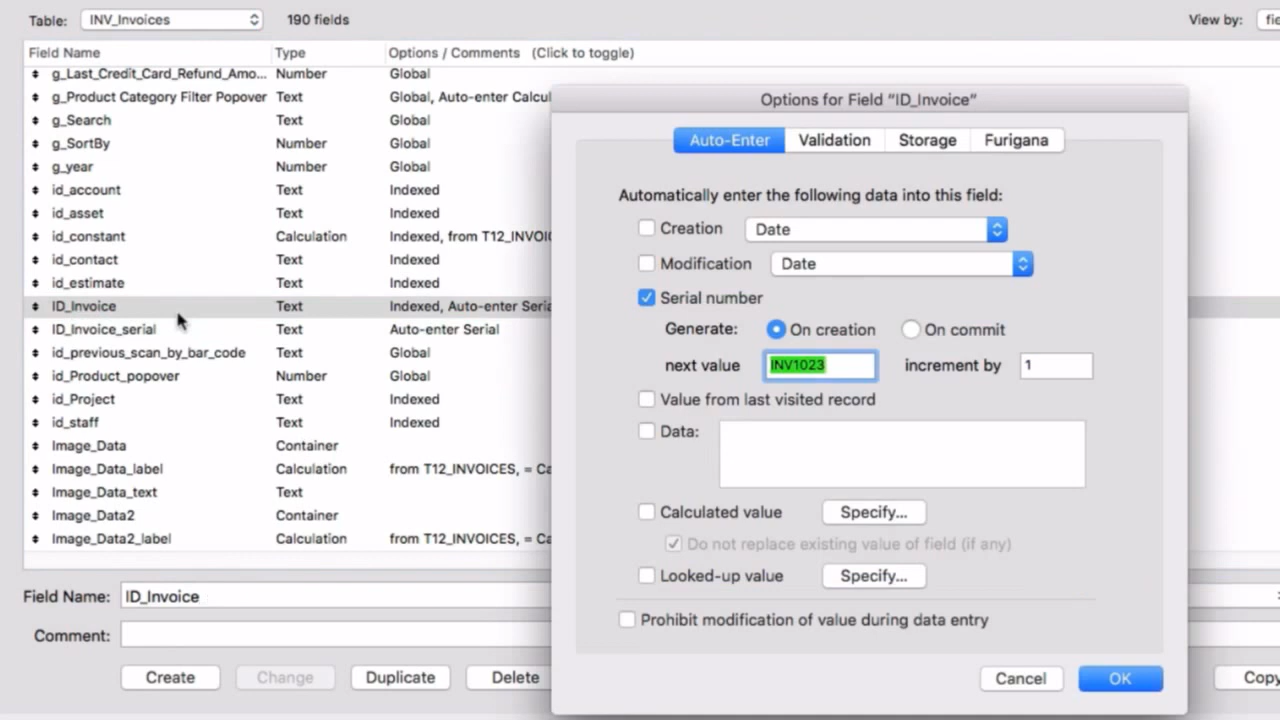 Table: INV_Invoices 190 fields View by: fie
Field Name Type Options / Comments (Click to toggle)
g_Last_Credit_Card_Refund_Amo... Number Global
g_Product Category Filter Popover Text Global, Auto-enter Calcul
g_Search Text Global
g_SortBy Number Global
g_year Number Global
id_account Text Indexed
id_asset Text Indexed
id_constant Calculation Indexed, from T12_INVOI
id_contact Text Indexed
id_estimate Text Indexed
ID_Invoice Text Indexed, Auto-enter Seria
ID_Invoice_serial Text Auto-enter Serial
id_previous_scan_by_bar_code Text Global
id_Product_popover Number Global
id_Project Text Indexed
id_staff Text Indexed
Image_Data Container
Image_Data_label Calculation from T12_INVOICES, = Ca
Image_Data_text Text
Image_Data2 Container
Image_Data2_label Calculation from T12_INVOICES, = Ca
Field Name: ID_Invoice
Comment:
Create Change Duplicate Delete Copy
Options for Field "ID_Invoice"
Auto-Enter Validation Storage Furigana
Automatically enter the following data into this field:
Creation Date
Modification Date
Serial number
Generate: On creation On commit
next value INV1023 increment by 1
Value from last visited record
Data:
Calculated value Specify...
Do not replace existing value of field (if any)
Looked-up value Specify...
Prohibit modification of value during data entry
Cancel OK